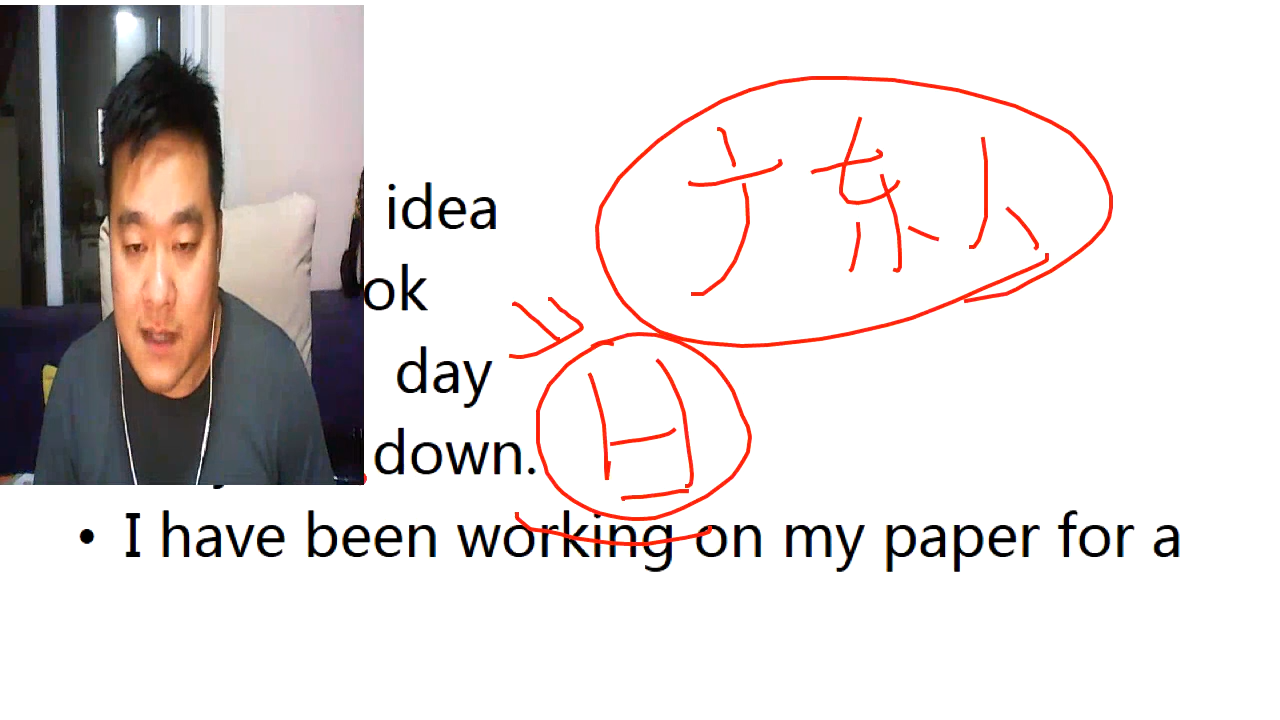 广东人
idea
ok
day
down. 日
• I have been working on my paper for a